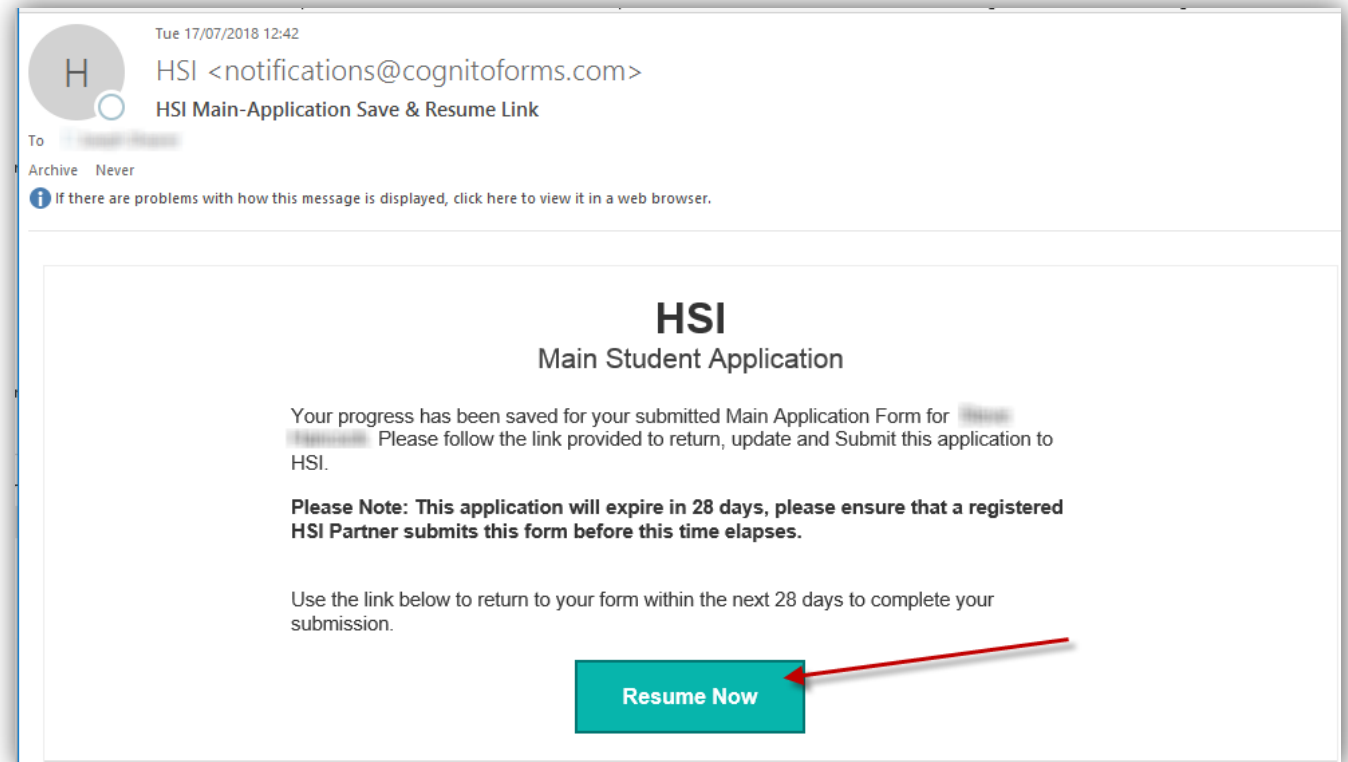 Tue 17/07/2018 12:42
H
HSI <notifications@cognitoforms.com>
HSI Main-Application Save & Resume Link
To
Archive Never
If there are problems with how this message is displayed, click here to view it in a web browser.
HSI
Main Student Application
Your progress has been saved for your submitted Main Application Form for
Please follow the link provided to return, update and Submit this application to
HSI.
Please Note: This application will expire in 28 days, please ensure that a registered
HSI Partner submits this form before this time elapses.
Use the link below to return to your form within the next 28 days to complete your
submission.
Resume Now